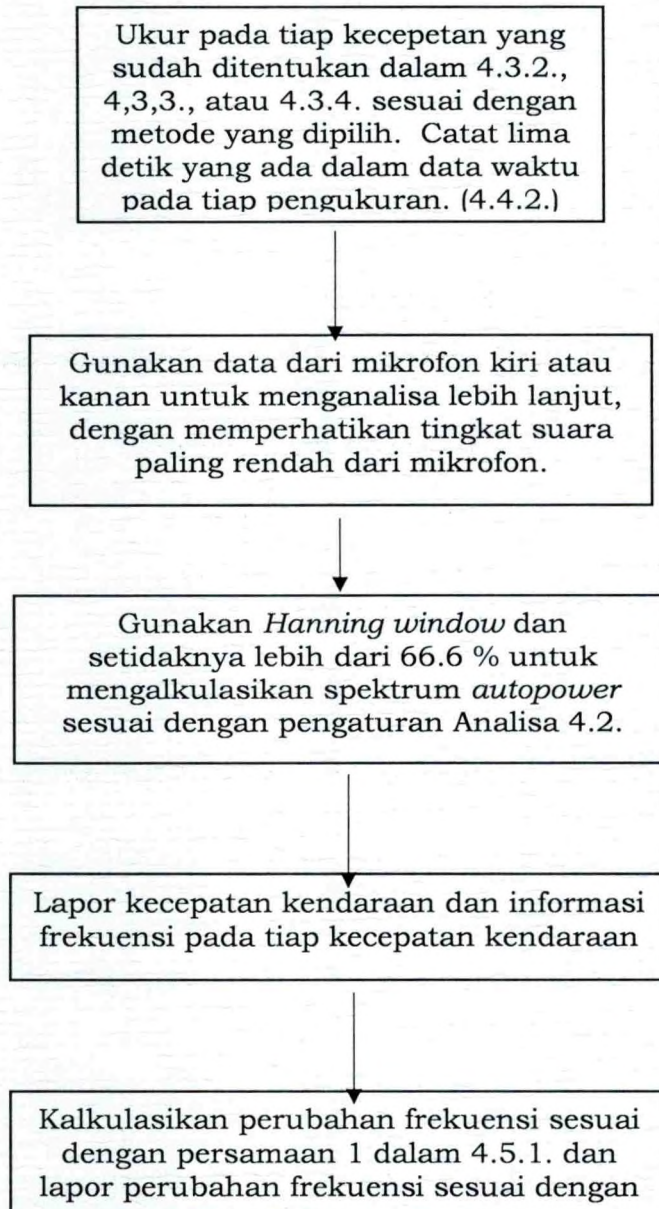 Ukur pada tiap kecepetan yang
sudah ditentukan dalam 4.3.2.,
4,3,3., atau 4.3.4. sesuai dengan
metode yang dipilih. Catat lima
detik yang ada dalam data waktu
pada tiap pengukuran. (4.4.2.)
Gunakan data dari mikrofon kiri atau
kanan untuk menganalisa lebih lanjut,
dengan memperhatikan tingkat suara
paling rendah dari mikrofon.
Gunakan Hanning window dan
setidaknya lebih dari 66.6 % untuk
mengalkulasikan spektrum autopower
sesuai dengan pengaturan Analisa 4.2.
Lapor kecepatan kendaraan dan informasi
frekuensi pada tiap kecepatan kendaraan
Kalkulasikan perubahan frekuensi sesuai
dengan persamaan 1 dalam 4.5.1. dan
lapor perubahan frekuensi sesuai dengan